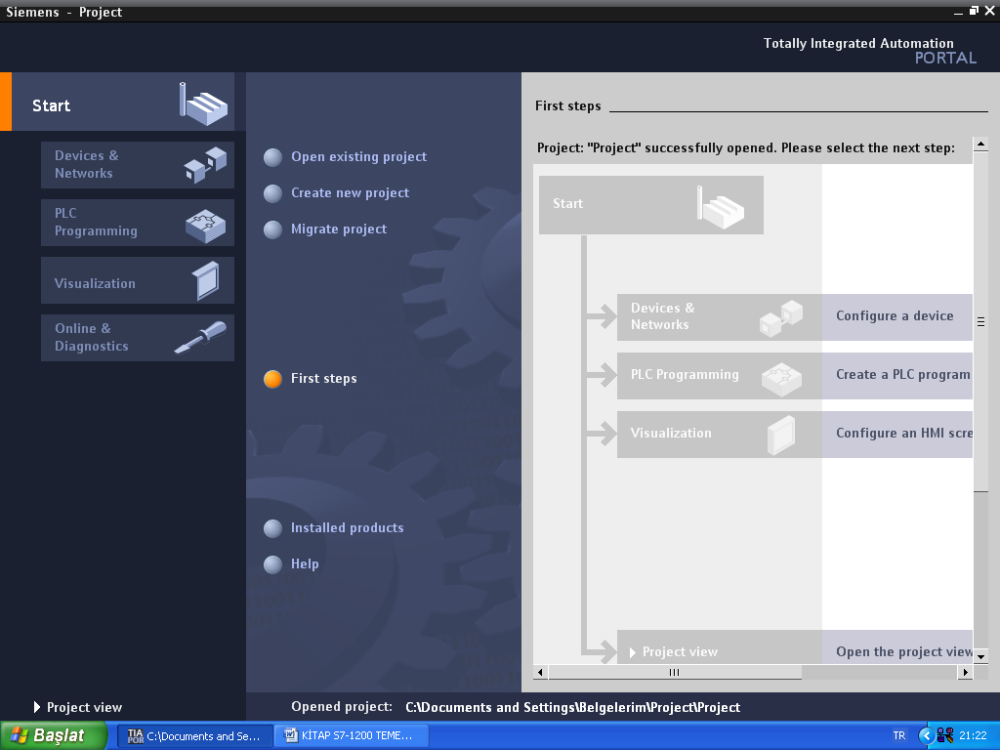 Siemens - Project
Totally Integrated Automation
PORTAL
Start
Devices &
Networks
PLC
Programming
Visualization
Online &
Diagnostics
Project view
Open existing project
Create new project
Migrate project
First steps
Installed products
Help
First steps
Project: "Project" successfully opened. Please select the next step:
Start
Devices &
Networks
Configure a device
PLC Programming
Create a PLC program
Visualization
Configure an HMI scre
Project view
Open the project view
Opened project: C:\Documents and Settings\Belgelerim\Project\Project
Başlat
TIA
POR
C:\Documents and Se...
KİTAP S7-1200 TEME...
TR
21:22